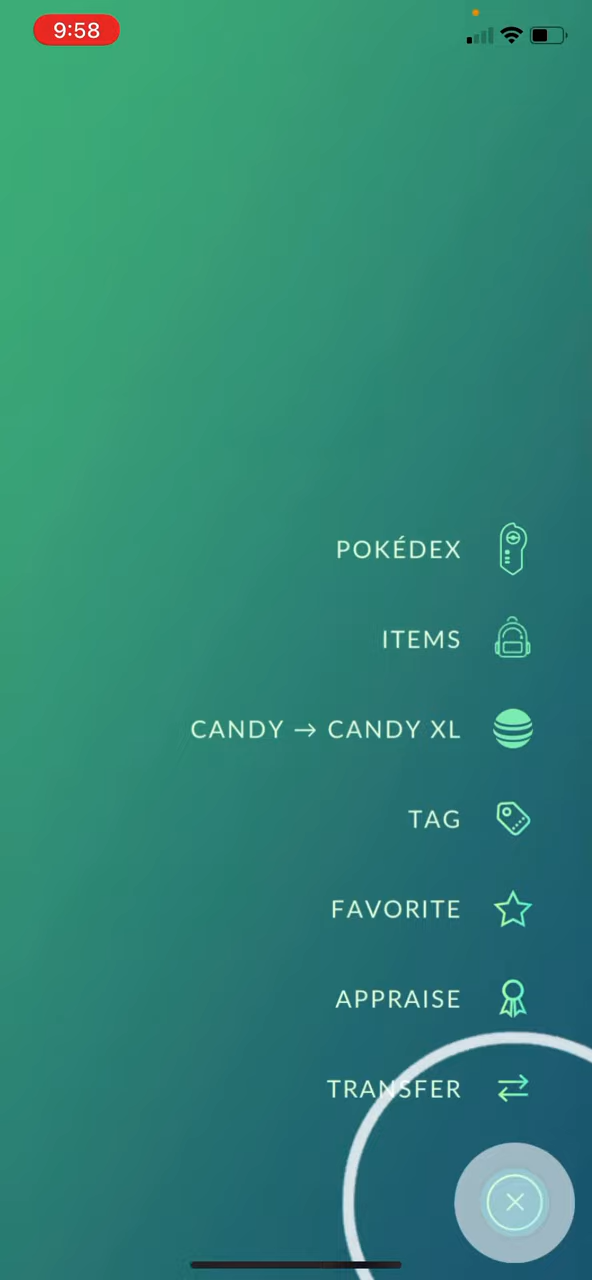 9:58
POKÉDEX
ITEMS
CANDY → CANDY XL
TAG
FAVORITE
APPRAISE
TRANSFER